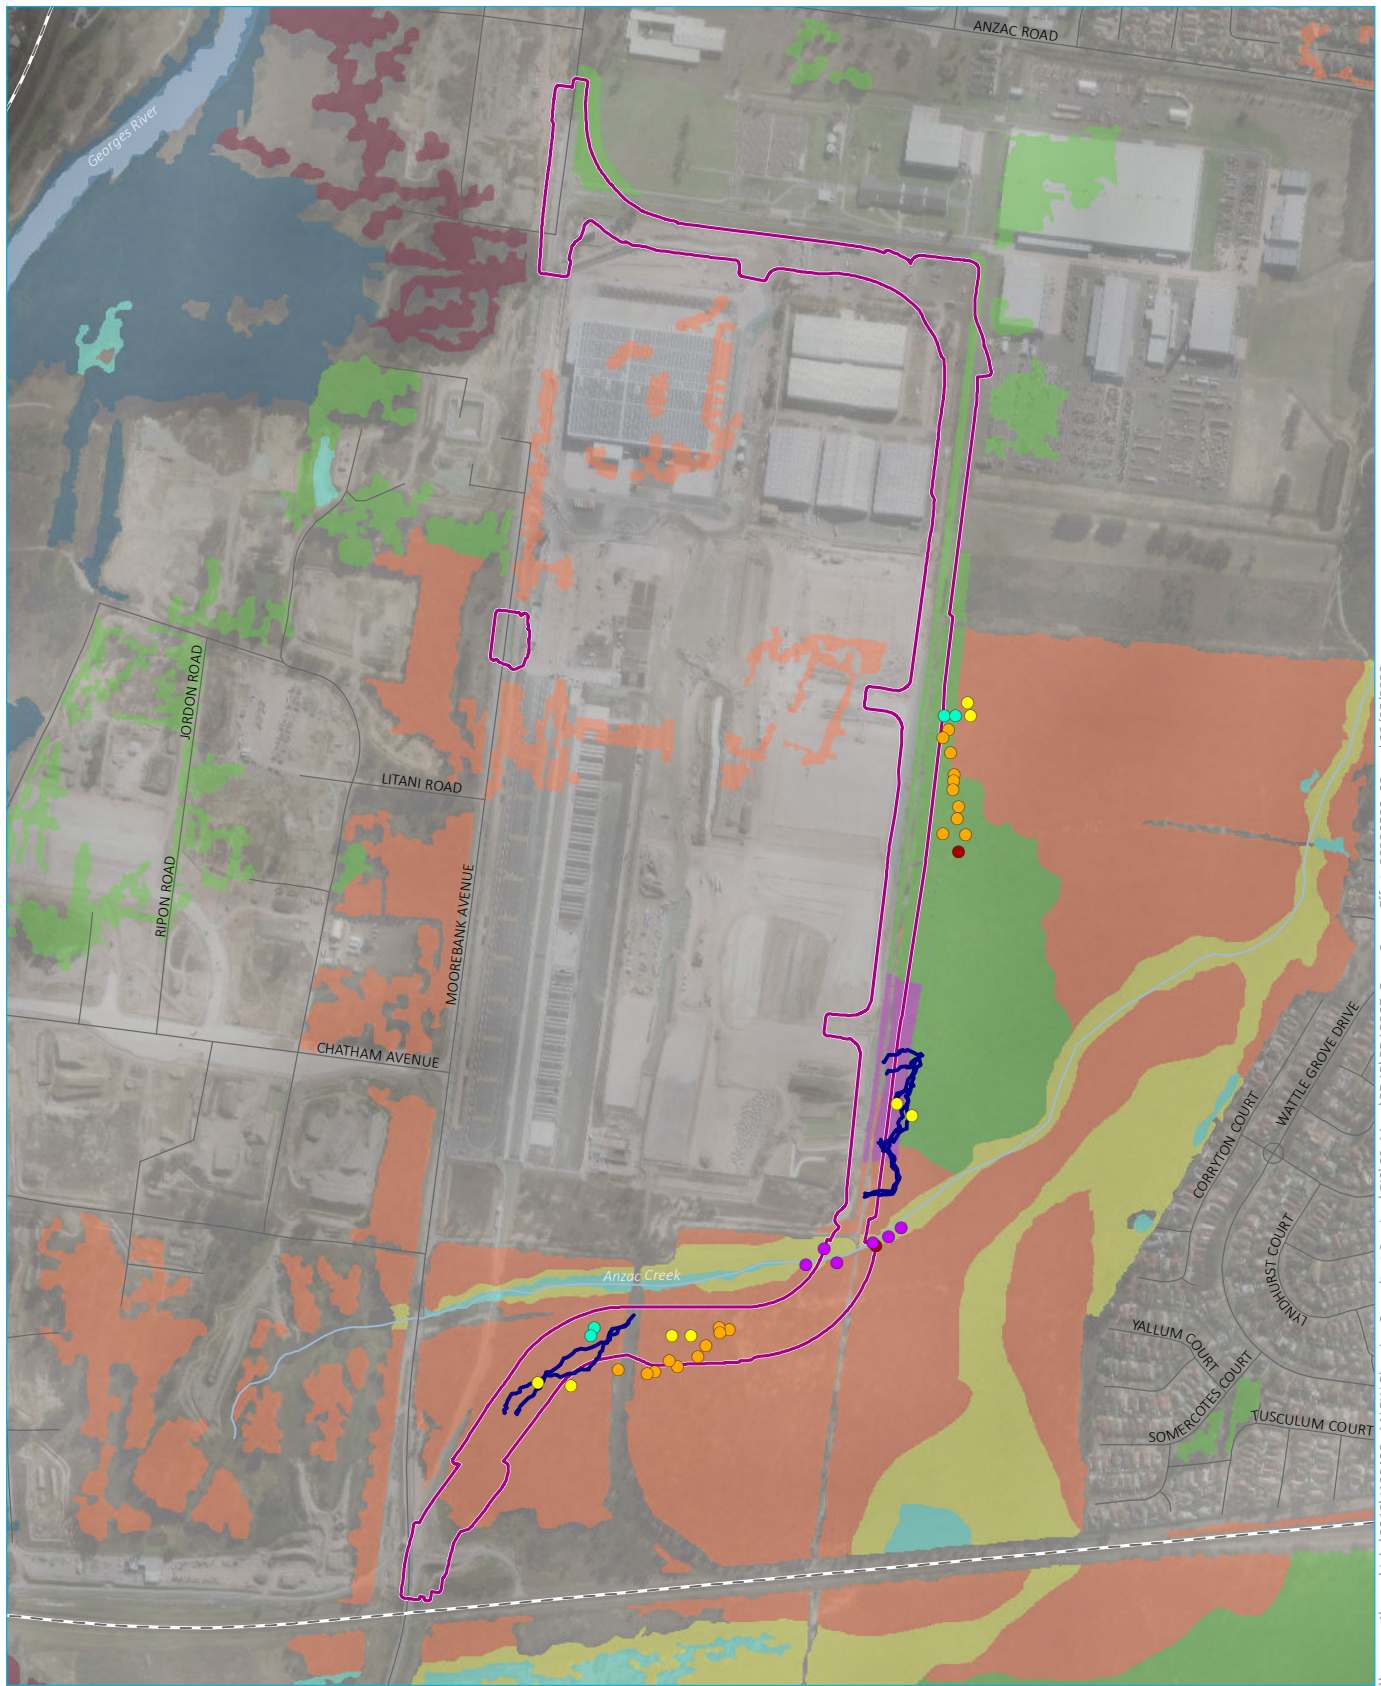 ANZAC ROAD
Georges River
JORDON ROAD
LITANI ROAD
RIPON ROAD
MOOREBANK AVENUE
CHATHAM AVENUE
WATTLE GROVE DRIVE
CORRYTON COURT
LYNDHURST COURT
Anzac Creek
YALLUM COURT
SOMERCOTES COURT
TUSCULUM COURT